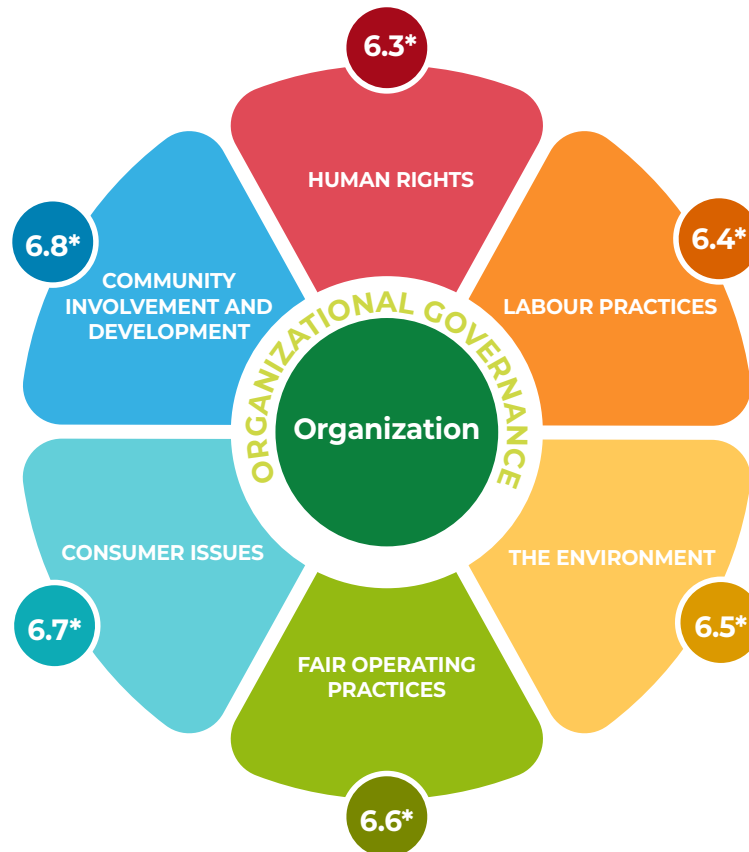 6.3*
HUMAN RIGHTS
6.4*
LABOUR PRACTICES
6.5*
THE ENVIRONMENT
6.6*
FAIR OPERATING
PRACTICES
6.7*
CONSUMER ISSUES
6.8*
COMMUNITY
INVOLVEMENT AND
DEVELOPMENT
ORGANIZATIONAL GOVERNANCE
Organization